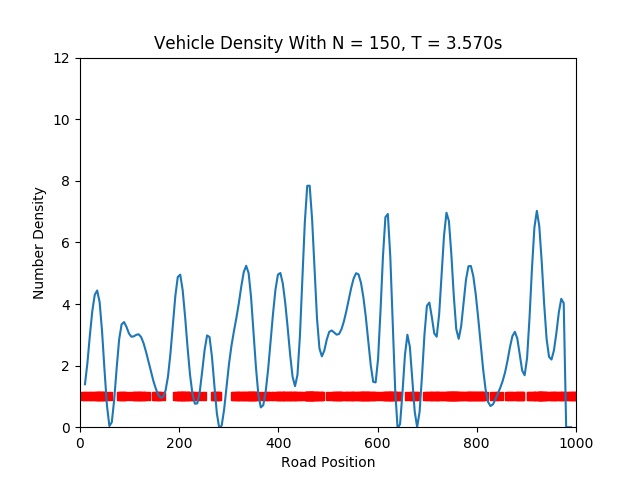 Vehicle Density With N = 150, T = 3.570s
12
10
8
6
4
2
0
Number Density
0 200 400 600 800 1000
Road Position